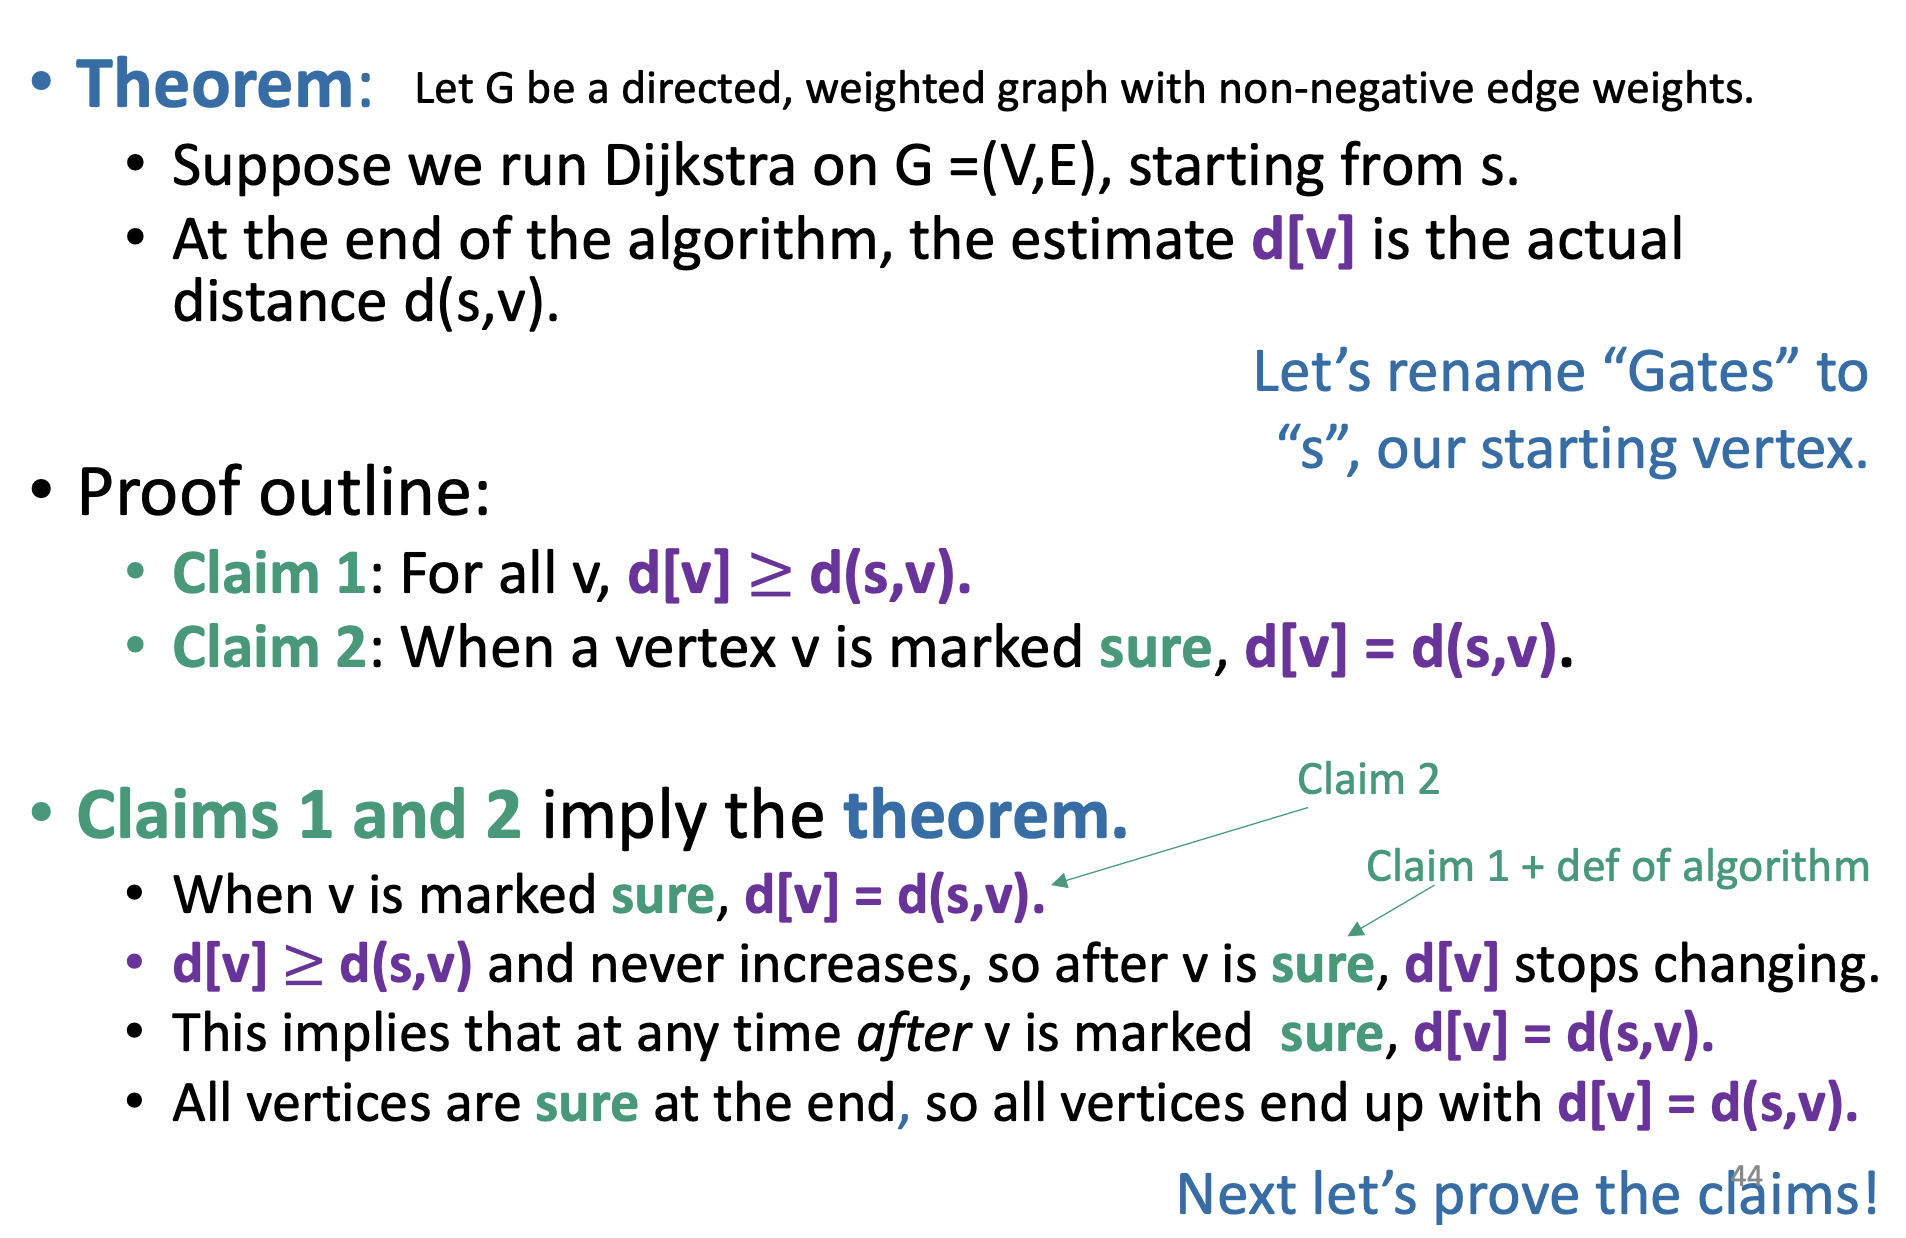 • Theorem: Let G be a directed, weighted graph with non-negative edge weights.
• Suppose we run Dijkstra on G =(V,E), starting from s.
• At the end of the algorithm, the estimate d[v] is the actual
distance d(s,v).
Let’s rename “Gates” to
“s”, our starting vertex.
• Proof outline:
• Claim 1: For all v, d[v] ≥ d(s,v).
• Claim 2: When a vertex v is marked sure, d[v] = d(s,v).
Claim 2
• Claims 1 and 2 imply the theorem.
Claim 1 + def of algorithm
• When v is marked sure, d[v] = d(s,v).
• d[v] ≥ d(s,v) and never increases, so after v is sure, d[v] stops changing.
• This implies that at any time after v is marked sure, d[v] = d(s,v).
• All vertices are sure at the end, so all vertices end up with d[v] = d(s,v).
44
Next let’s prove the claims!